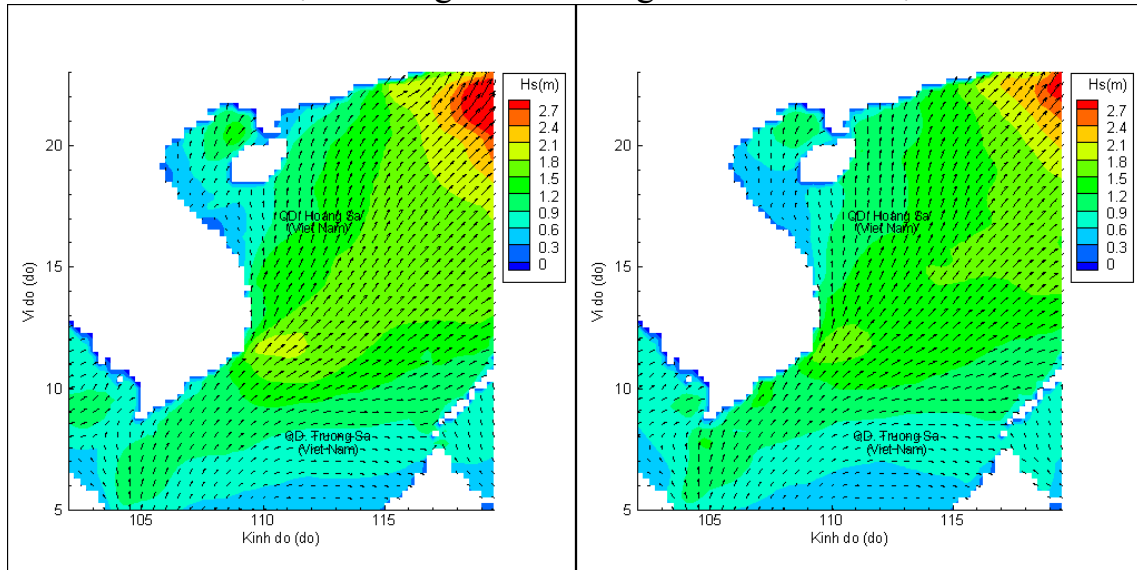 Hs(m)
2.7
2.4
2.1
1.8
1.5
1.2
0.9
0.6
0.3
0
20
15
10
5
Vi do (do)
QD. Hoang Sa
(Viet Nam)
QD. Truong Sa
(Viet Nam)
105
110
115
Kinh do (do)
Hs(m)
2.7
2.4
2.1
1.8
1.5
1.2
0.9
0.6
0.3
0
20
15
10
5
Vi do (do)
QD. Hoang Sa
(Viet Nam)
QD. Truong Sa
(Viet Nam)
105
110
115
Kinh do (do)